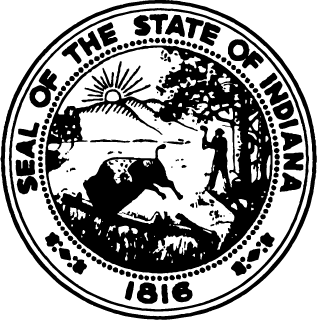 SEAL OF THE STATE OF INDIANA
1816